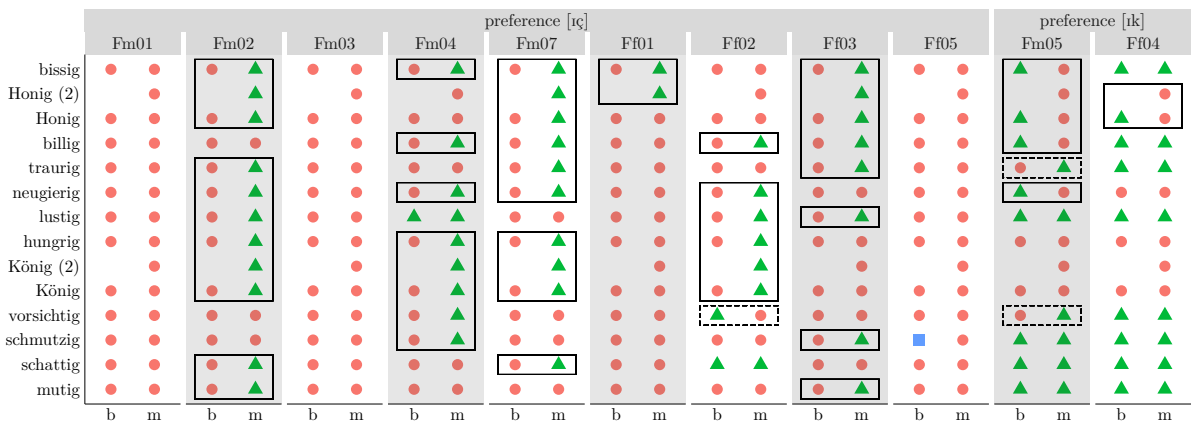 preference [ɪç] preference [ɪk]
Fm01 Fm02 Fm03 Fm04 Fm07 Ff01 Ff02 Ff03 Ff05 Fm05 Ff04
bissig
Honig (2)
Honig
billig
traurig
neugierig
lustig
hungrig
König (2)
König
vorsichtig
schmutzig
schattig
mutig
b m b m b m b m b m b m b m b m b m b m b m